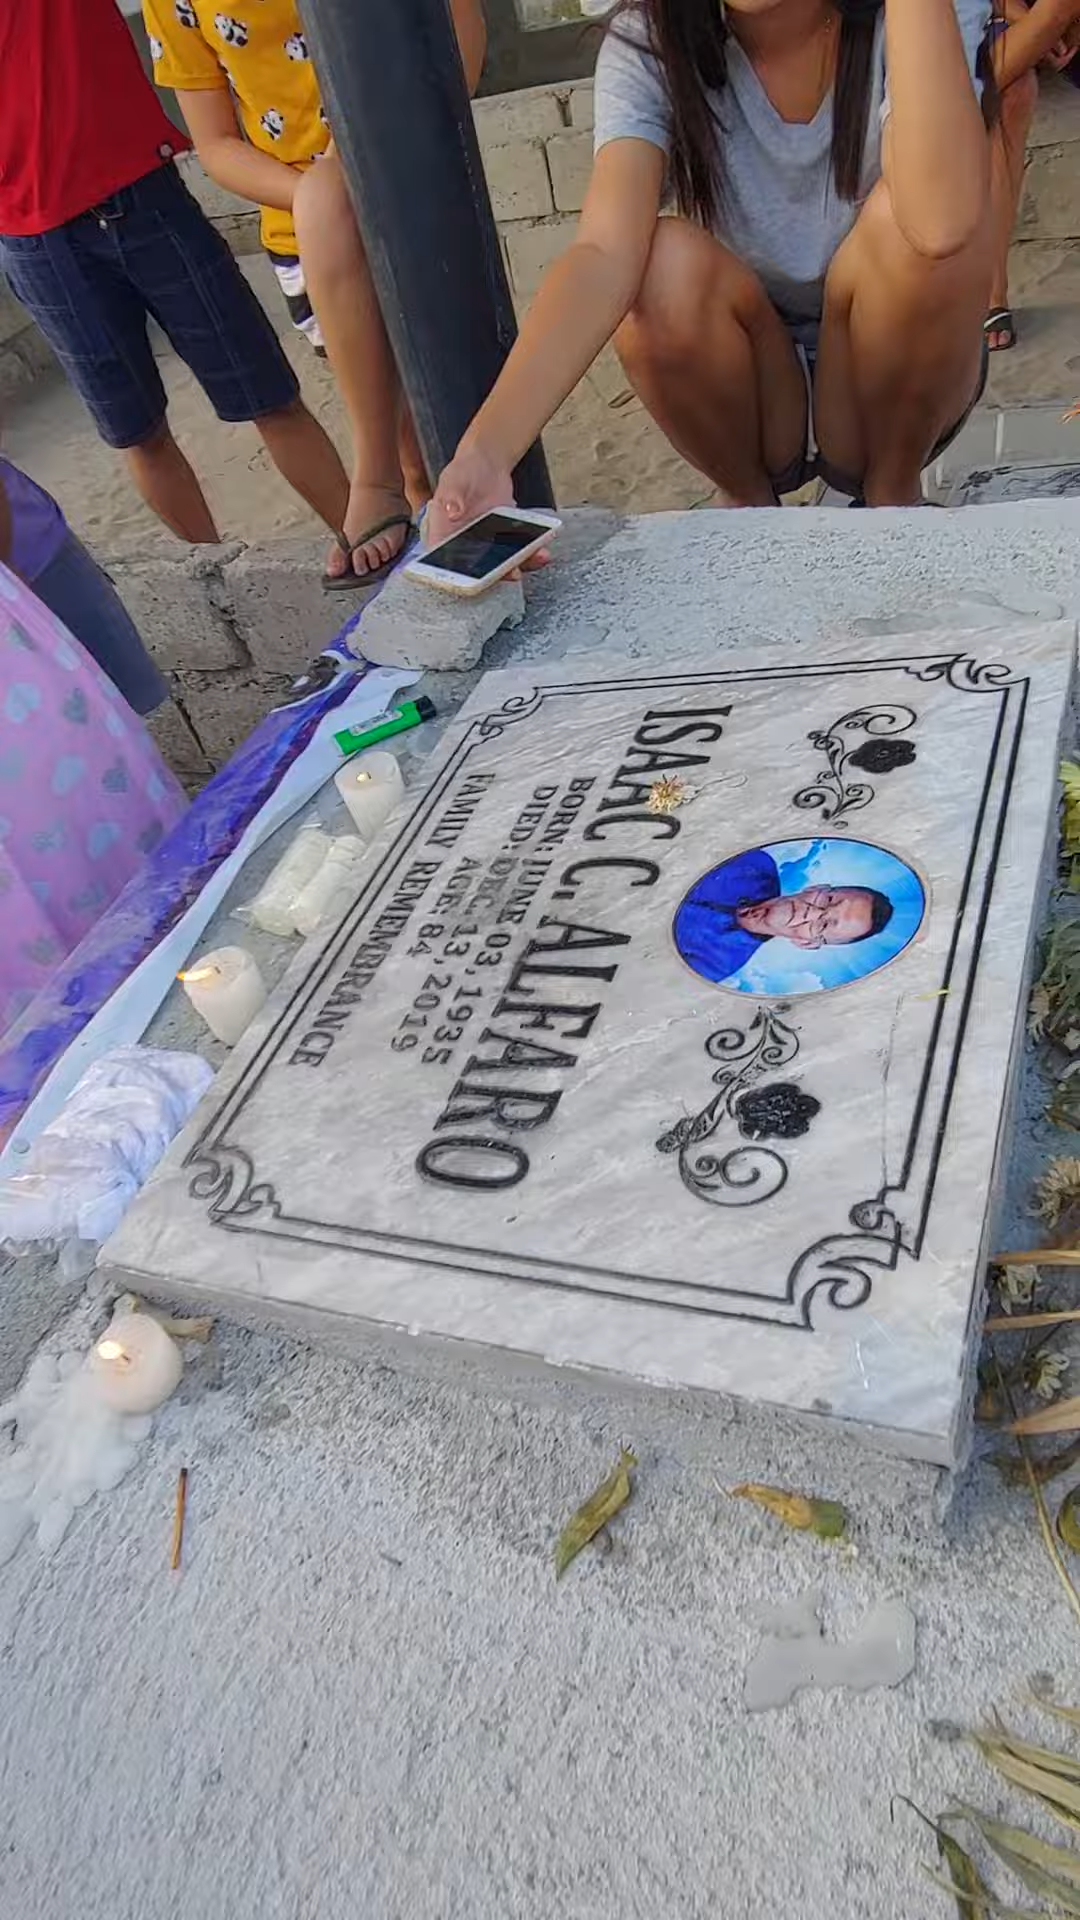 ISAAC C. ALFARO
BORN: JUNE 03, 1935
DIED: DEC. 13, 2019
AGE: 84
FAMILY REMEMBRANCE